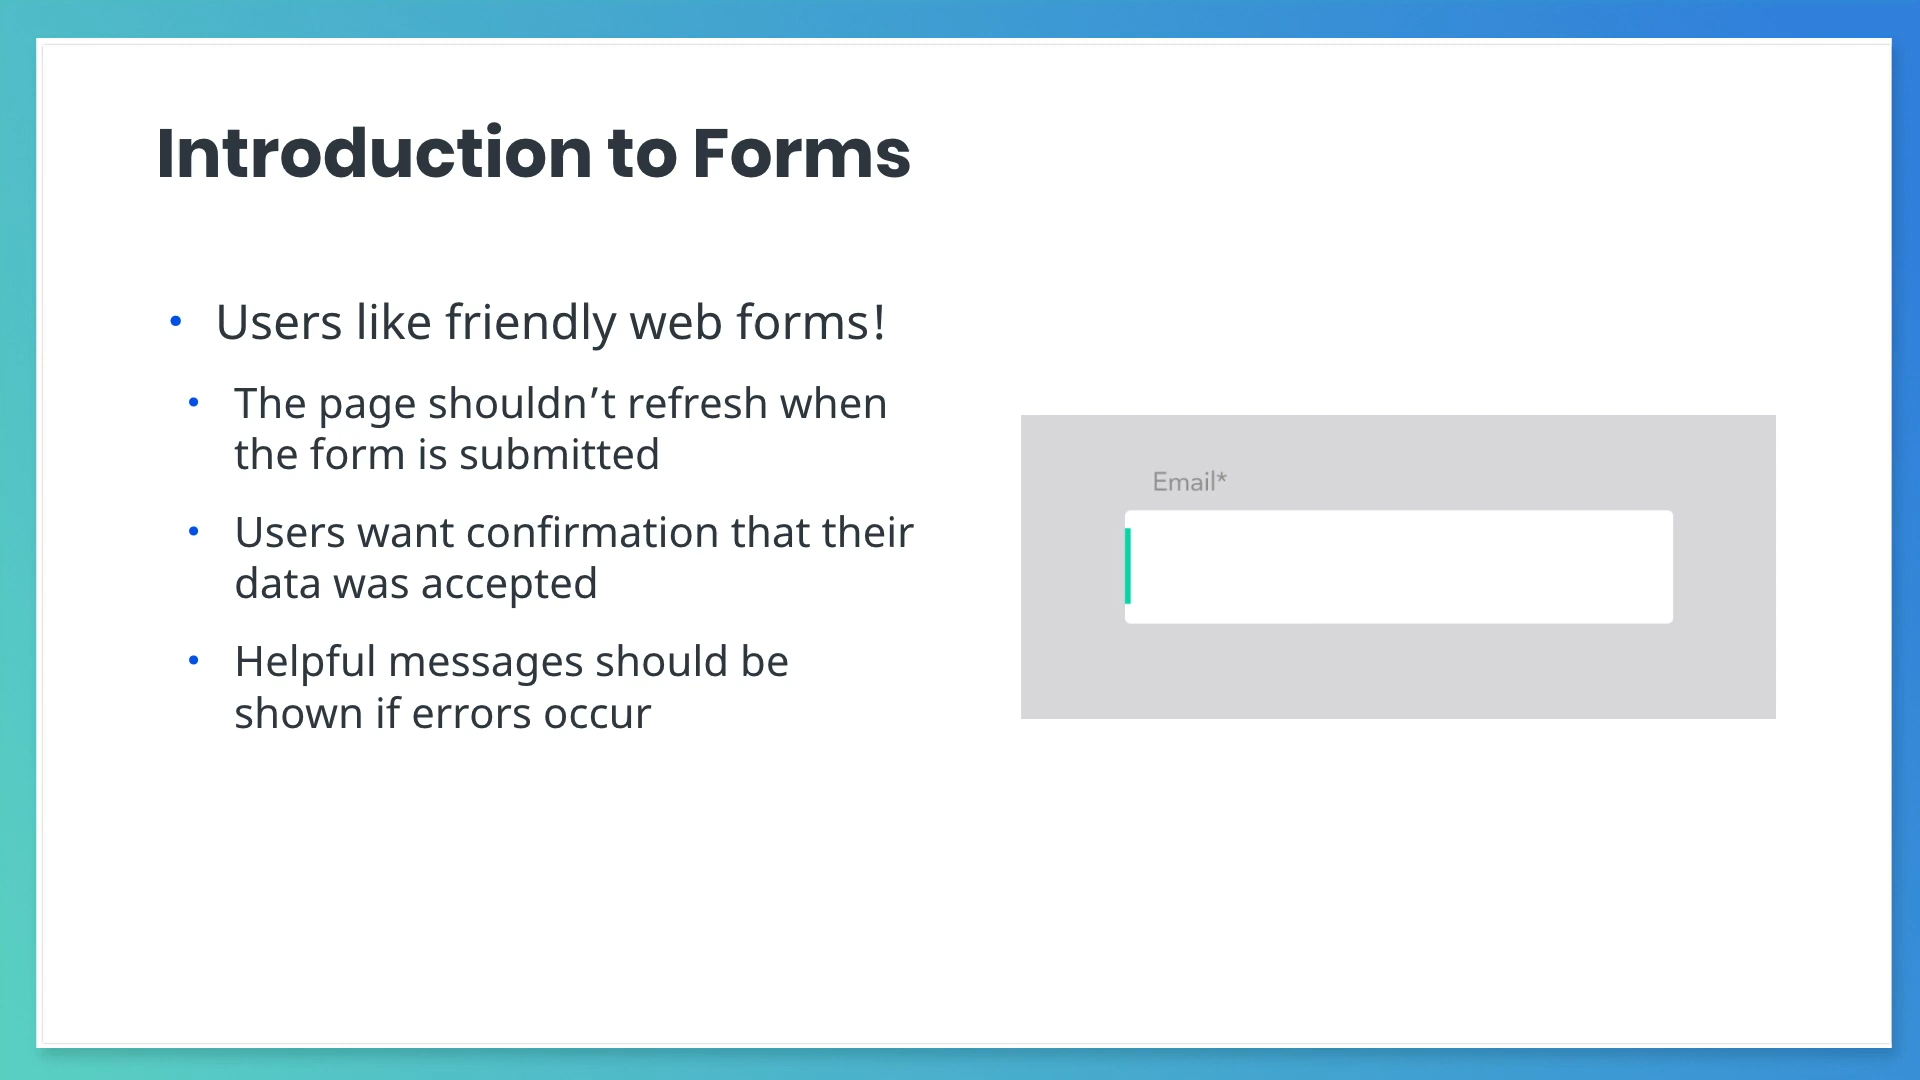 Introduction to Forms
• Users like friendly web forms!
• The page shouldn’t refresh when
the form is submitted
• Users want confirmation that their
data was accepted
• Helpful messages should be
shown if errors occur
Email*